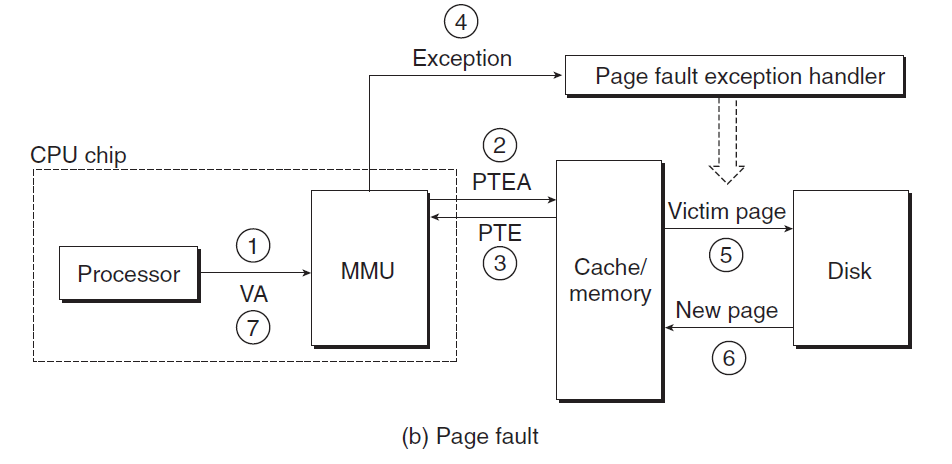 4
Exception
Page fault exception handler
CPU chip
2
PTEA
Victim page
PTE
1
3
5
Processor
MMU
Cache/
memory
Disk
VA
New page
7
6
(b) Page fault